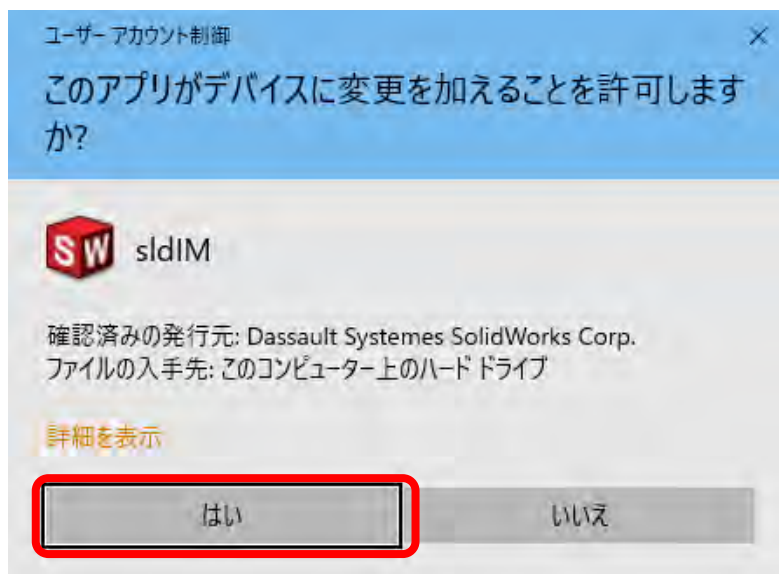 ユーザー アカウント制御
このアプリがデバイスに変更を加えることを許可します
か?
SW sldIM
確認済みの発行元: Dassault Systemes SolidWorks Corp.
ファイルの入手先: このコンピューター上のハード ドライブ
詳細を表示
はい いいえ